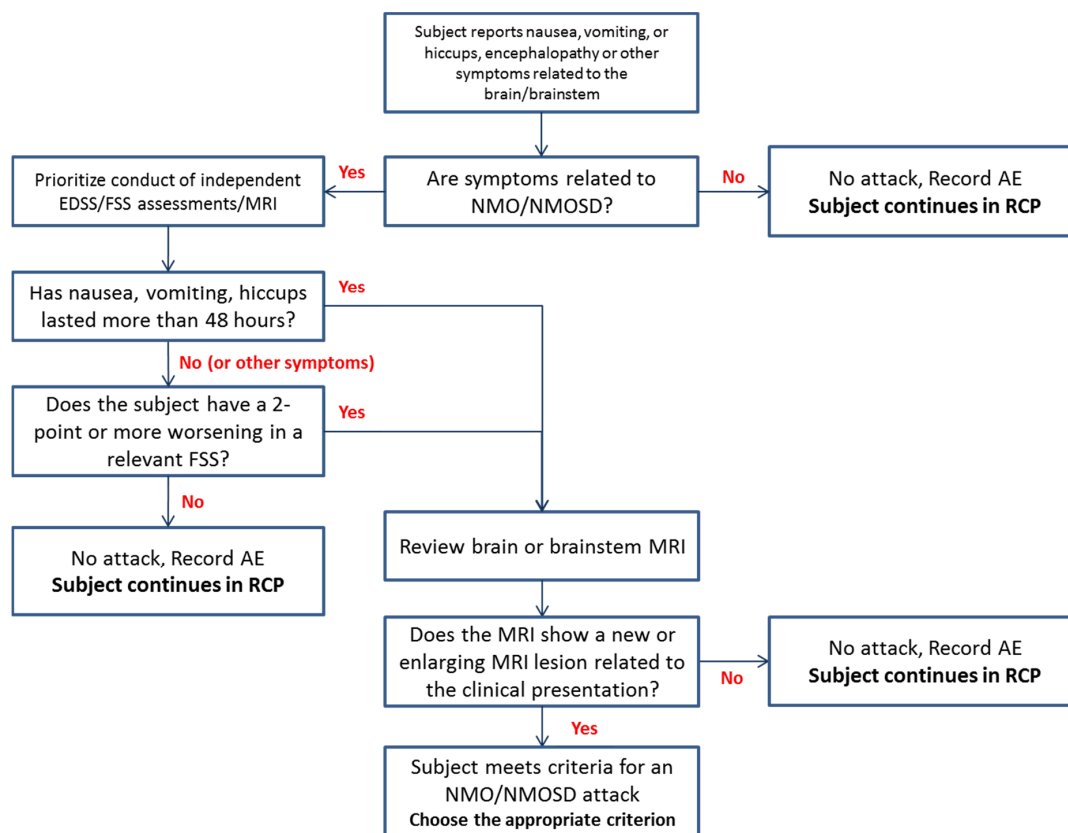 Subject reports nausea, vomiting, or
hiccups, encephalopathy or other
symptoms related to the
brain/brainstem
Prioritize conduct of independent
EDSS/FSS assessments/MRI
Yes
Are symptoms related to
NMO/NMOSD?
No
No attack, Record AE
Subject continues in RCP
Has nausea, vomiting, hiccups
lasted more than 48 hours?
Yes
No (or other symptoms)
Does the subject have a 2-
point or more worsening in a
relevant FSS?
Yes
No
No attack, Record AE
Subject continues in RCP
Review brain or brainstem MRI
Does the MRI show a new or
enlarging MRI lesion related to
the clinical presentation?
No
No attack, Record AE
Subject continues in RCP
Yes
Subject meets criteria for an
NMO/NMOSD attack
Choose the appropriate criterion